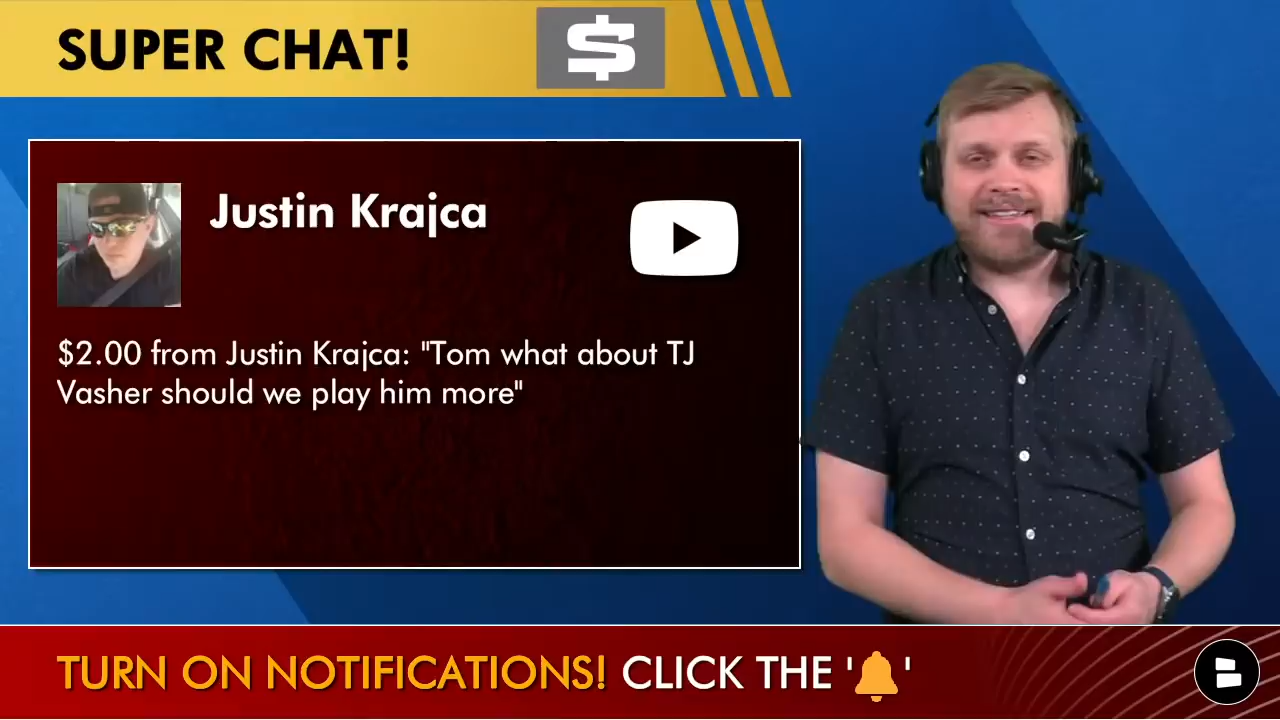 SUPER CHAT!
$
Justin Krajca
$2.00 from Justin Krajca: "Tom what about TJ
Vasher should we play him more"
TURN ON NOTIFICATIONS! CLICK THE '🔔'